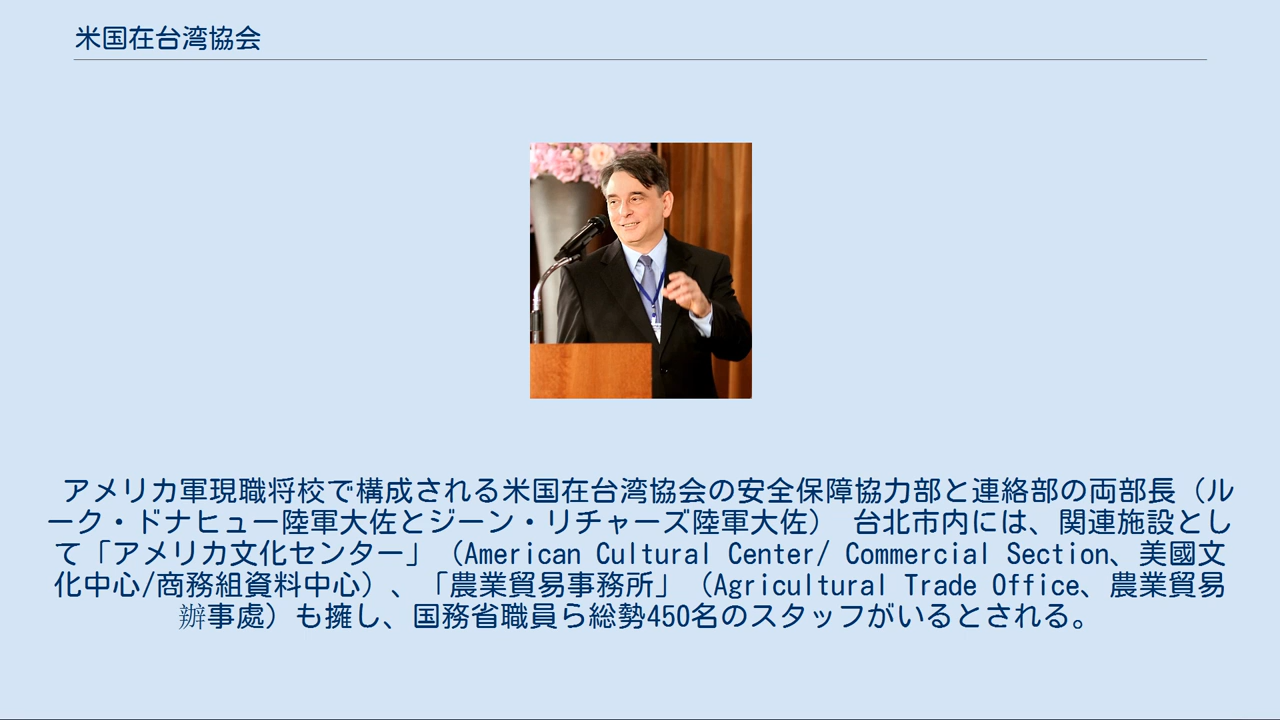 米国在台湾協会
アメリカ軍現職将校で構成される米国在台湾協会の安全保障協力部と連絡部の両部長（ル
ーク・ドナヒュー陸軍大佐とジーン・リチャーズ陸軍大佐） 台北市内には、関連施設とし
て「アメリカ文化センター」（American Cultural Center/ Commercial Section、美國文
化中心/商務組資料中心）、「農業貿易事務所」（Agricultural Trade Office、農業貿易
辦事處）も擁し、国務省職員ら総勢450名のスタッフがいるとされる。